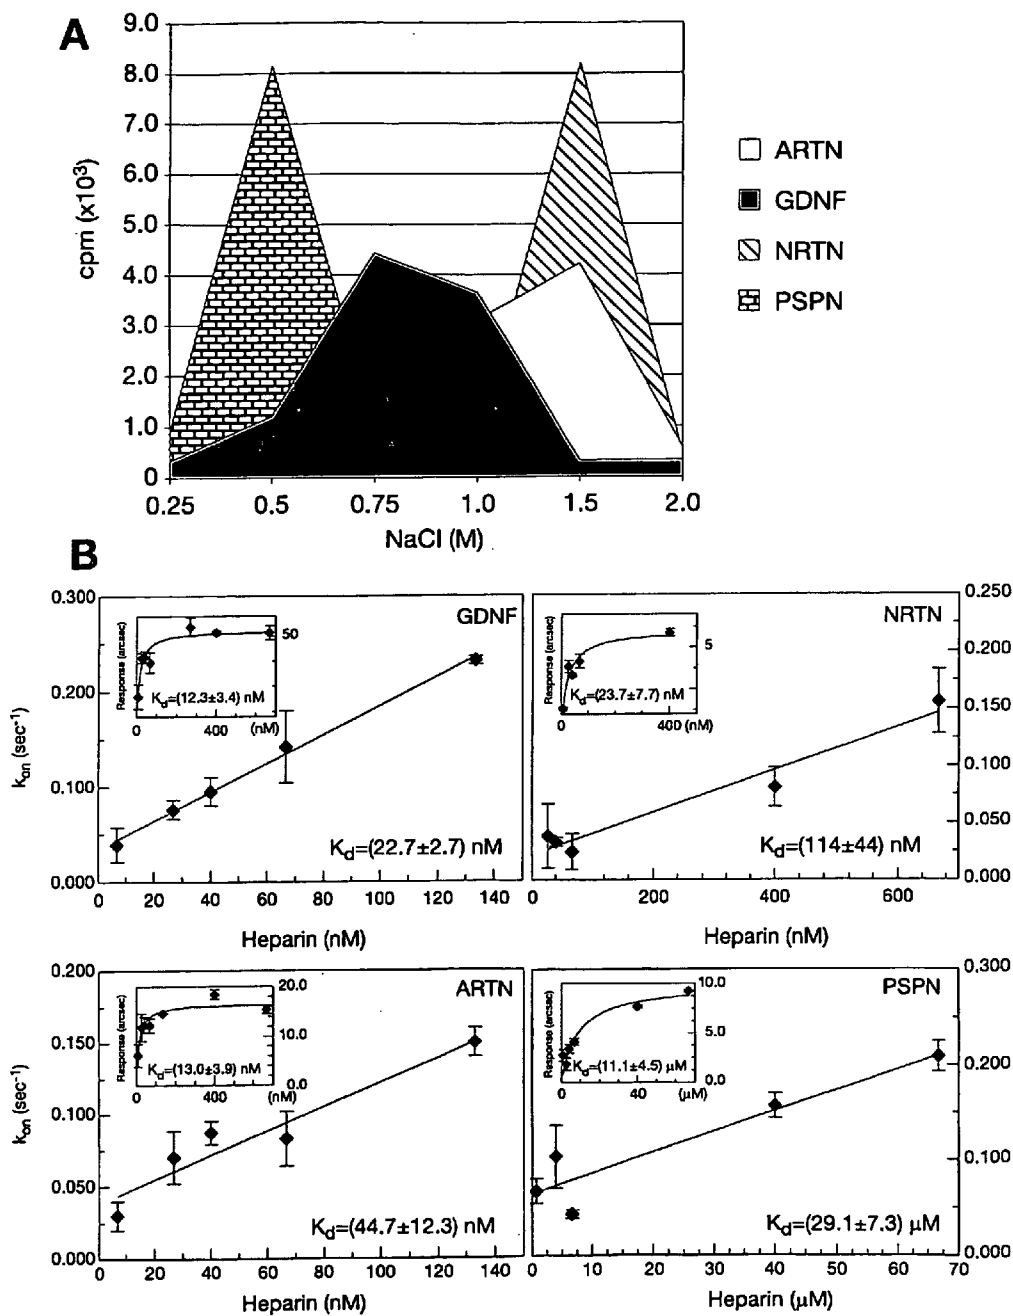 A
9.0
8.0
7.0
6.0
5.0
4.0
3.0
2.0
1.0
0
cpm (x10³)
0.25 0.5 0.75 1.0 1.5 2.0
NaCl (M)
ARTN
GDNF
NRTN
PSPN
B
GDNF
0.300
0.200
0.100
0.000
kon (sec⁻¹)
Response (arcsec)
50
Kd=(12.3±3.4) nM
0 400 (nM)
Kd=(22.7±2.7) nM
0 20 40 60 80 100 120 140
Heparin (nM)
NRTN
0.250
0.200
0.150
0.100
0.050
0.000
Response (arcsec)
5
Kd=(23.7±7.7) nM
0 400 (nM)
Kd=(114±44) nM
0 200 400 600
Heparin (nM)
ARTN
0.200
0.150
0.100
0.050
0.000
kon (sec⁻¹)
Response (arcsec)
20.0
10.0
0.0
Kd=(13.0±3.9) nM
0 400 (nM)
Kd=(44.7±12.3) nM
0 20 40 60 80 100 120 140
Heparin (nM)
PSPN
0.300
0.200
0.100
0.000
Response (arcsec)
10.0
5.0
0.0
Kd=(11.1±4.5) µM
0 40 (µM)
Kd=(29.1±7.3) µM
0 10 20 30 40 50 60 70
Heparin (µM)